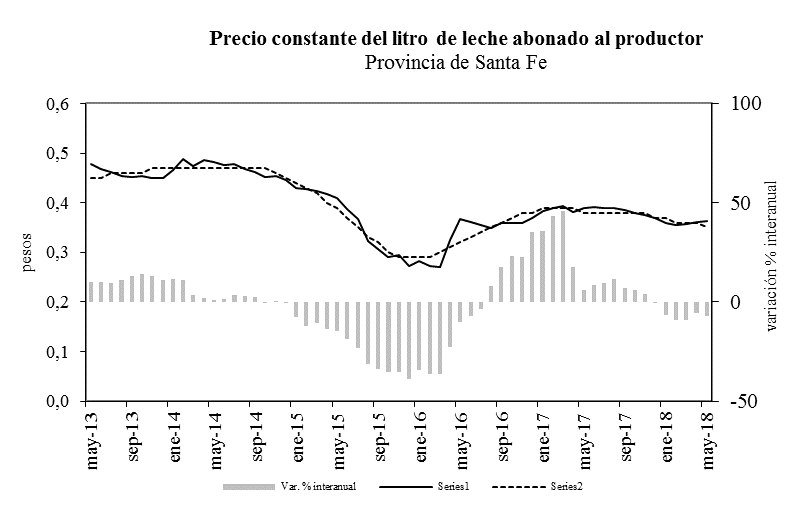 Precio constante del litro de leche abonado al productor
Provincia de Santa Fe
0,6
0,5
0,4
0,3
0,2
0,1
0,0
pesos
100
50
0
-50
variación % interanual
may-13
sep-13
ene-14
may-14
sep-14
ene-15
may-15
sep-15
ene-16
may-16
sep-16
ene-17
may-17
sep-17
ene-18
may-18
Var. % interanual
Series1
Series2